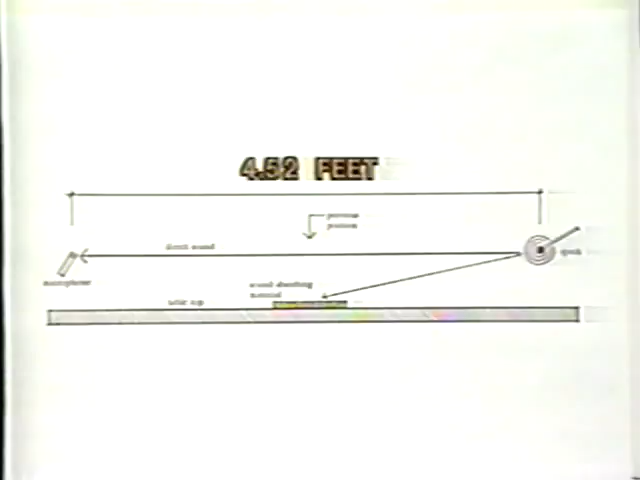 4.52 FEET
direct sound
microphone
sound absorbing
material
table top